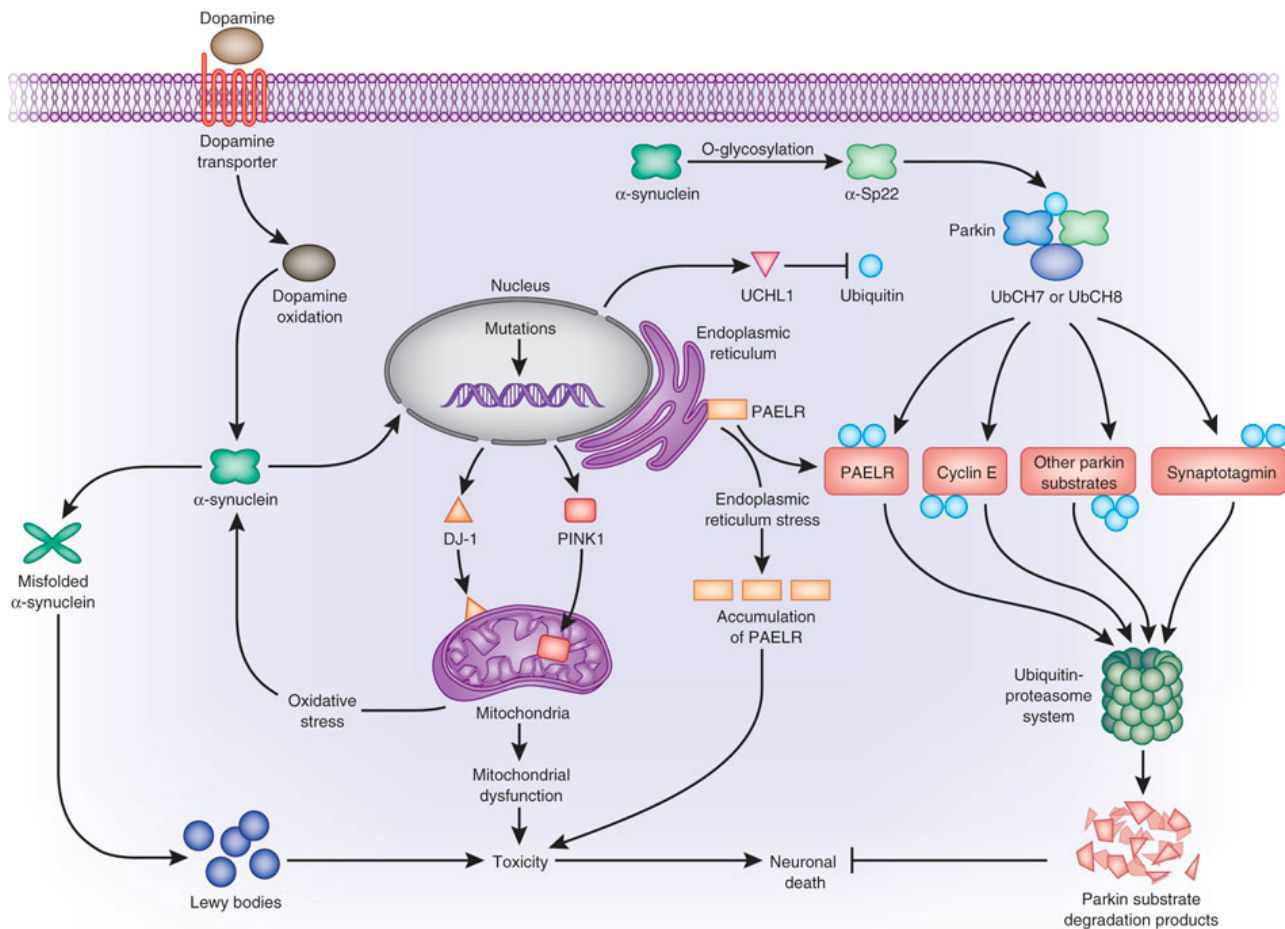 Dopamine
Dopamine
transporter
O-glycosylation
α-synuclein
α-Sp22
Parkin
UbCH7 or UbCH8
Dopamine
oxidation
Nucleus
Mutations
UCHL1
Ubiquitin
Endoplasmic
reticulum
PAELR
α-synuclein
DJ-1
PINK1
Endoplasmic
reticulum stress
PAELR
Cyclin E
Other parkin
substrates
Synaptotagmin
Misfolded
α-synuclein
Accumulation
of PAELR
Oxidative
stress
Mitochondria
Ubiquitin-
proteasome
system
Mitochondrial
dysfunction
Lewy bodies
Toxicity
Neuronal
death
Parkin substrate
degradation products